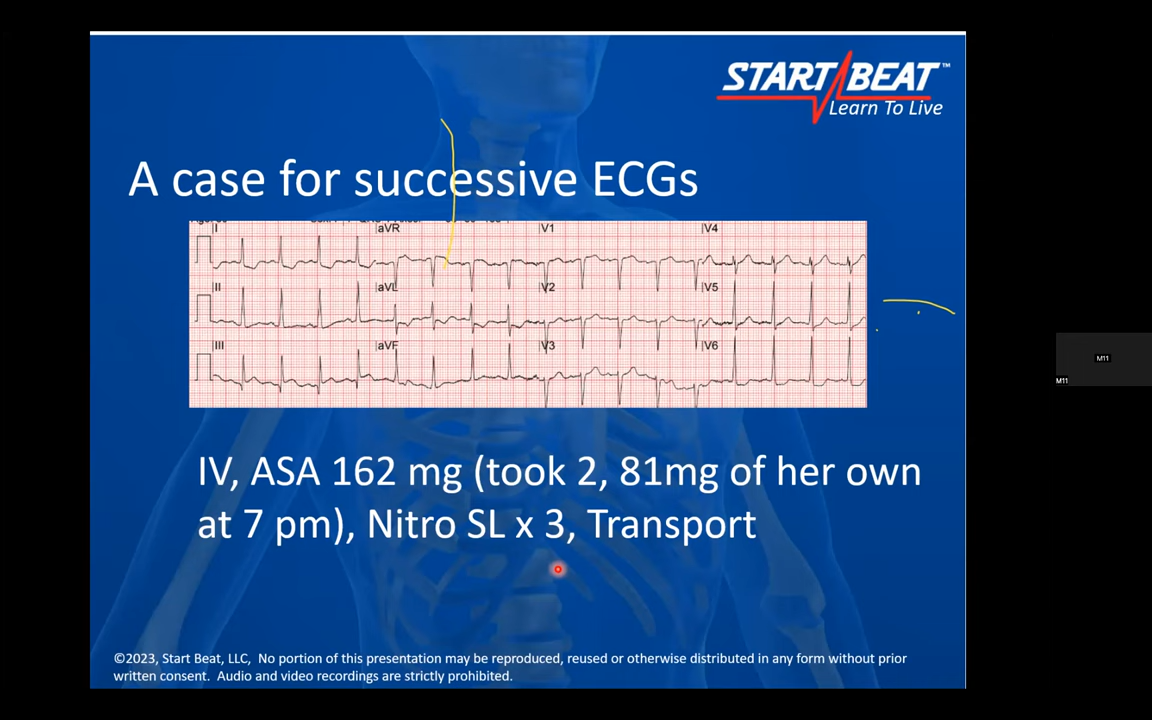 START BEAT™
Learn To Live
A case for successive ECGs
I aVR V1 V4
II aVL V2 V5
III aVF V3 V6
M11
M11
IV, ASA 162 mg (took 2, 81mg of her own
at 7 pm), Nitro SL x 3, Transport
©2023, Start Beat, LLC, No portion of this presentation may be reproduced, reused or otherwise distributed in any form without prior
written consent. Audio and video recordings are strictly prohibited.